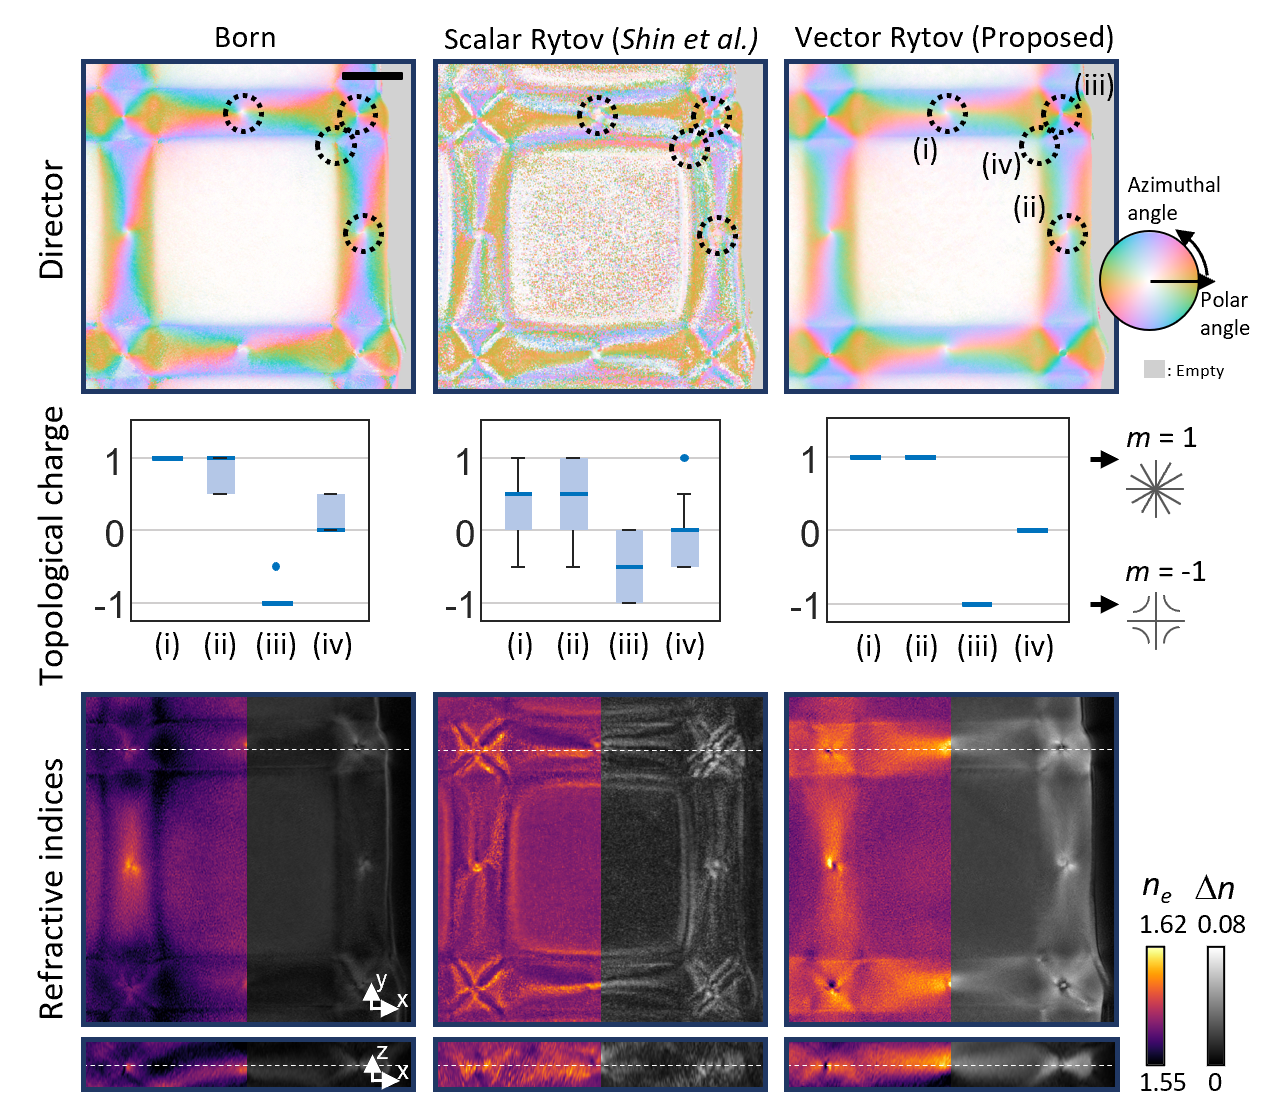 Born
Scalar Rytov (Shin et al.)
Vector Rytov (Proposed)
Director
(iii)
(i)
(iv)
(ii)
Azimuthal
angle
Polar
angle
: Empty
Topological charge
1
0
-1
(i) (ii) (iii) (iv)
1
0
-1
(i) (ii) (iii) (iv)
1
0
-1
(i) (ii) (iii) (iv)
m = 1
m = -1
Refractive indices
y
x
z
x
nₑ Δn
1.62 0.08
1.55 0